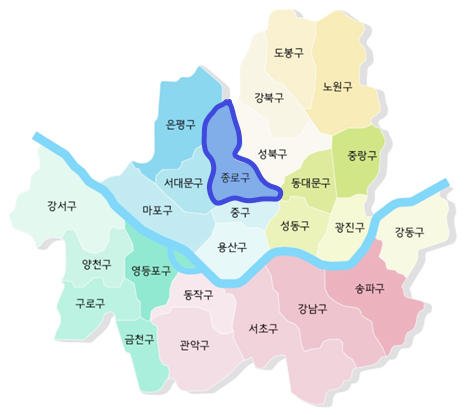 도봉구
노원구
강북구
은평구
성북구
중랑구
종로구
서대문구
동대문구
강서구
마포구
중구
성동구
광진구
강동구
용산구
양천구
영등포구
동작구
송파구
구로구
강남구
서초구
금천구
관악구